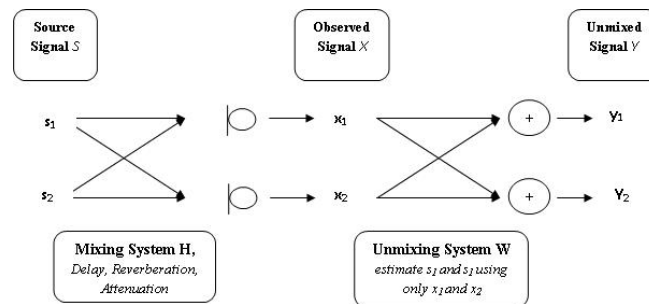 Source
Signal S
Observed
Signal X
Unmixed
Signal Y
s1
x1
+
y1
s2
x2
+
Y2
Mixing System H,
Delay, Reverberation,
Attenuation
Unmixing System W
estimate s1 and s1 using
only x1 and x2